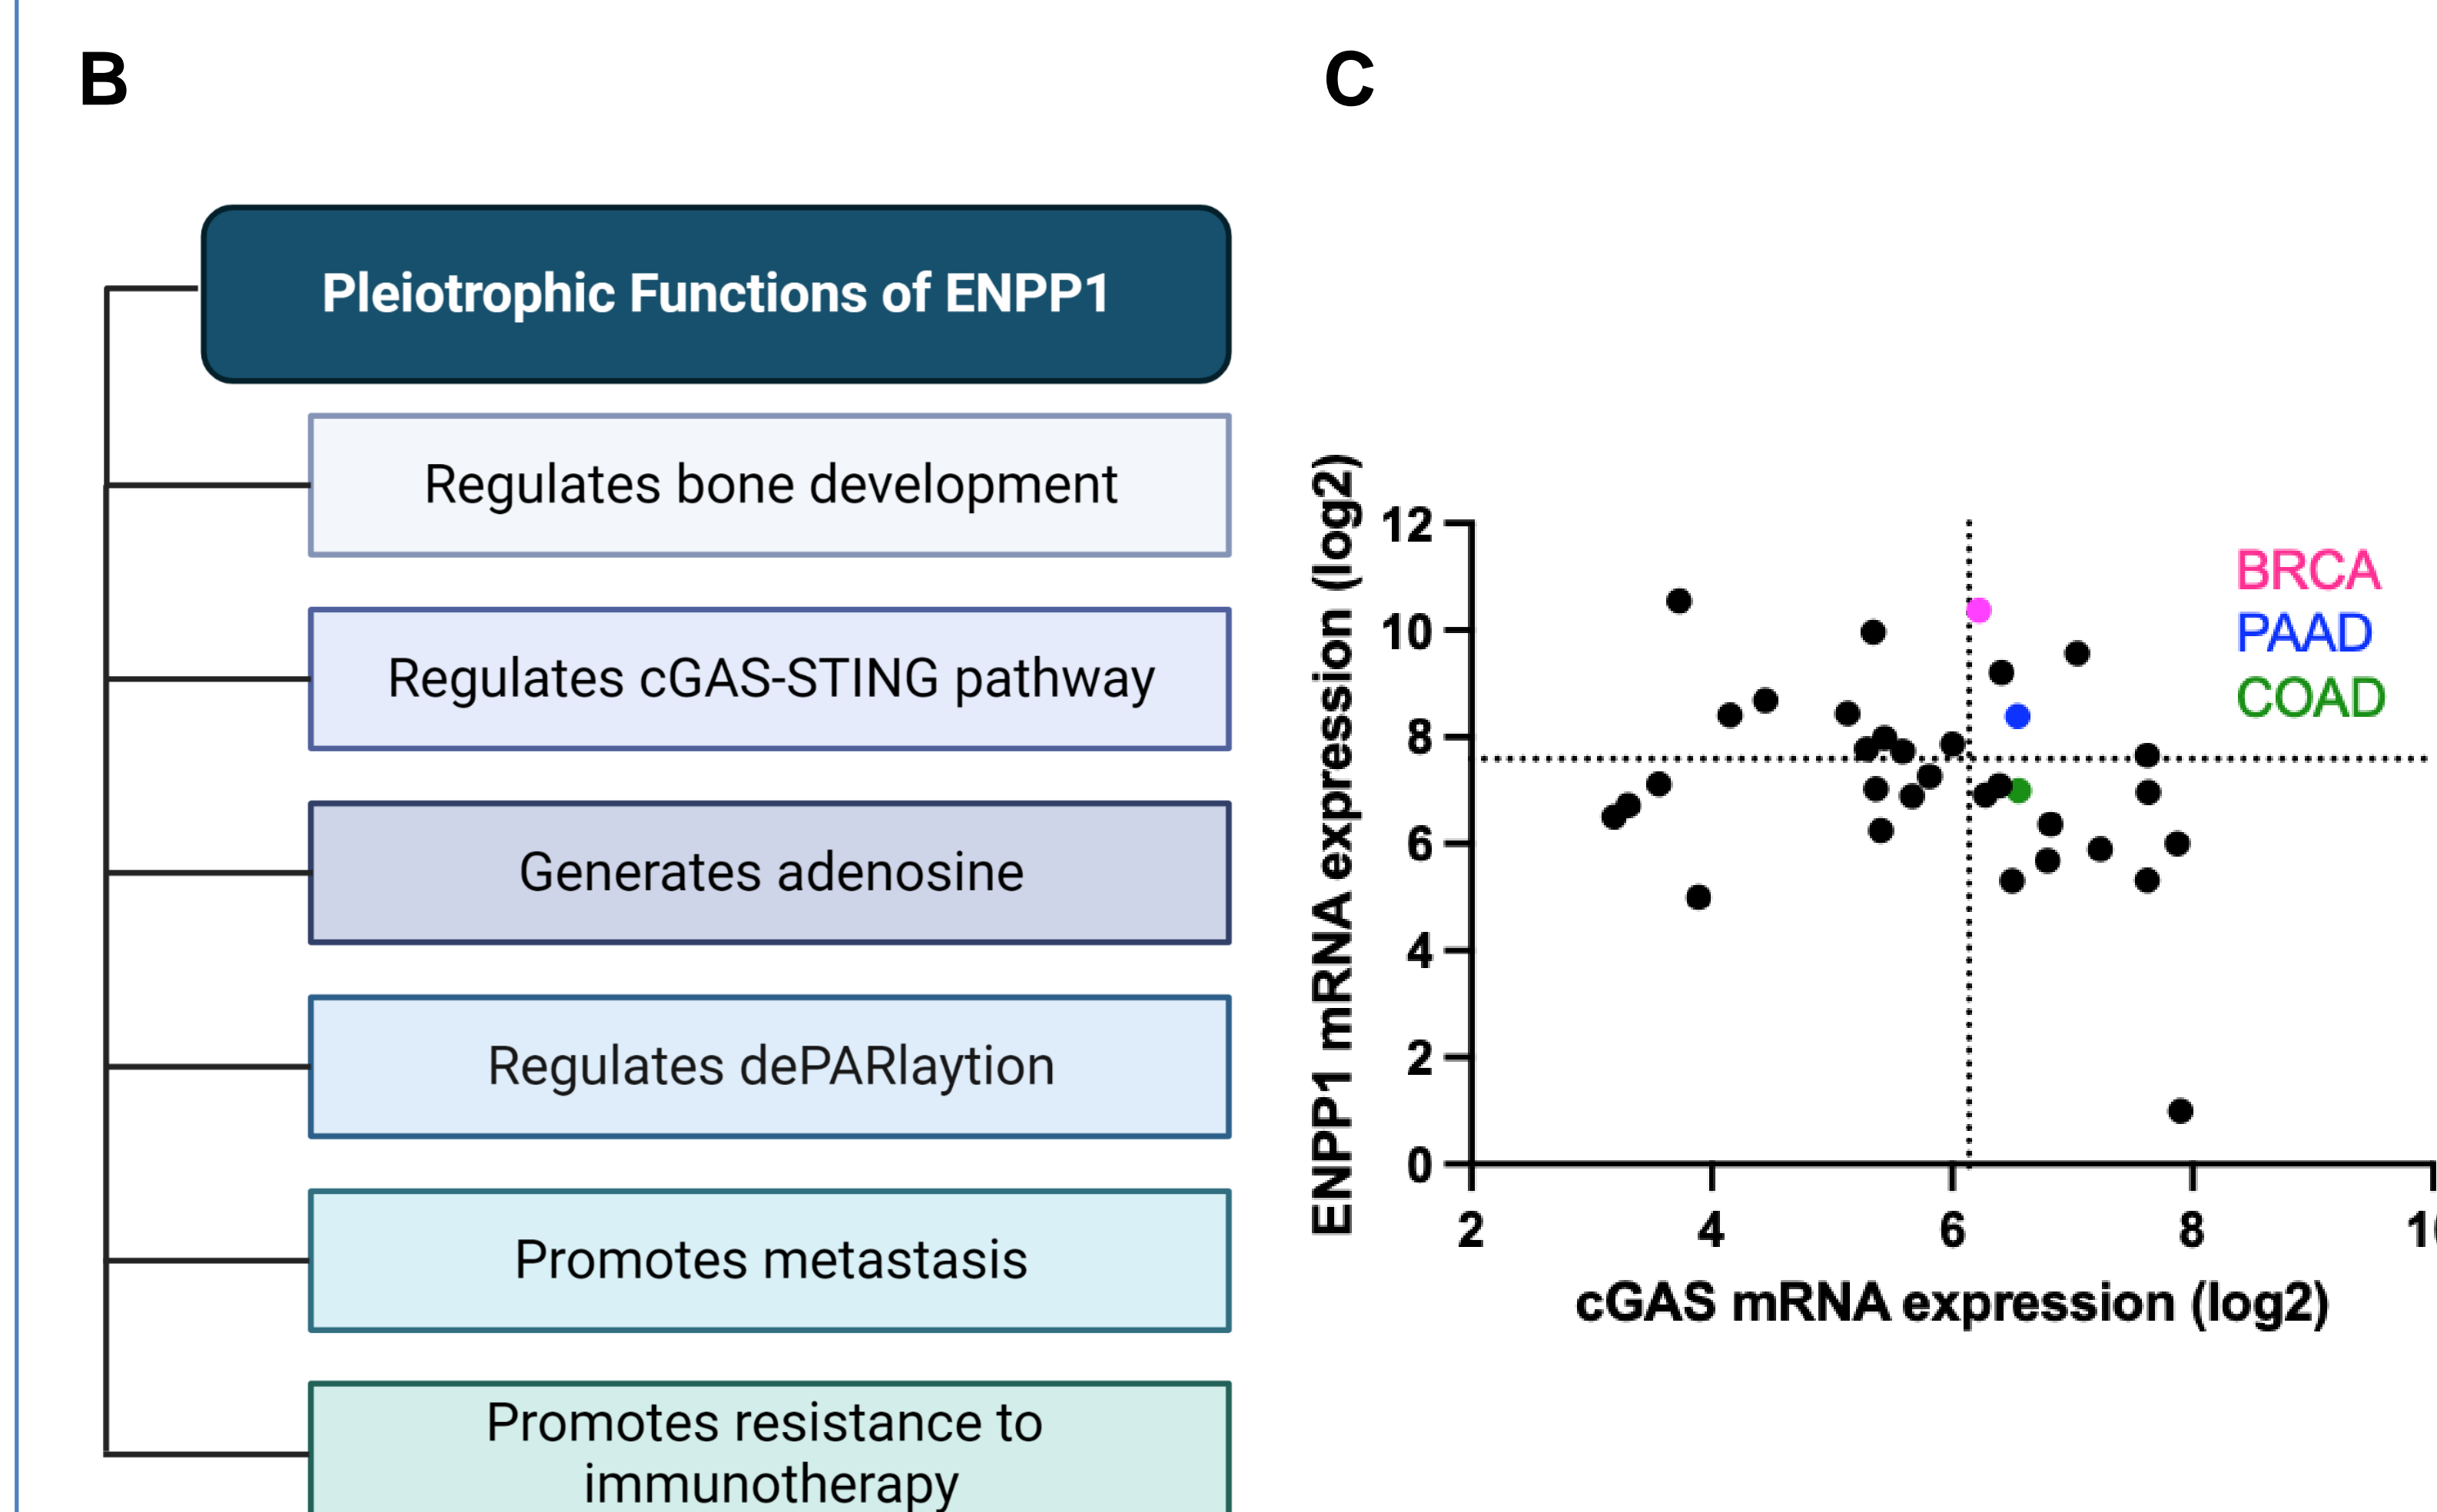 B
Pleiotrophic Functions of ENPP1
Regulates bone development
Regulates cGAS-STING pathway
Generates adenosine
Regulates dePARlaytion
Promotes metastasis
Promotes resistance to
immunotherapy
C
ENPP1 mRNA expression (log2)
12
10
8
6
4
2
0
BRCA
PAAD
COAD
2 4 6 8
cGAS mRNA expression (log2)